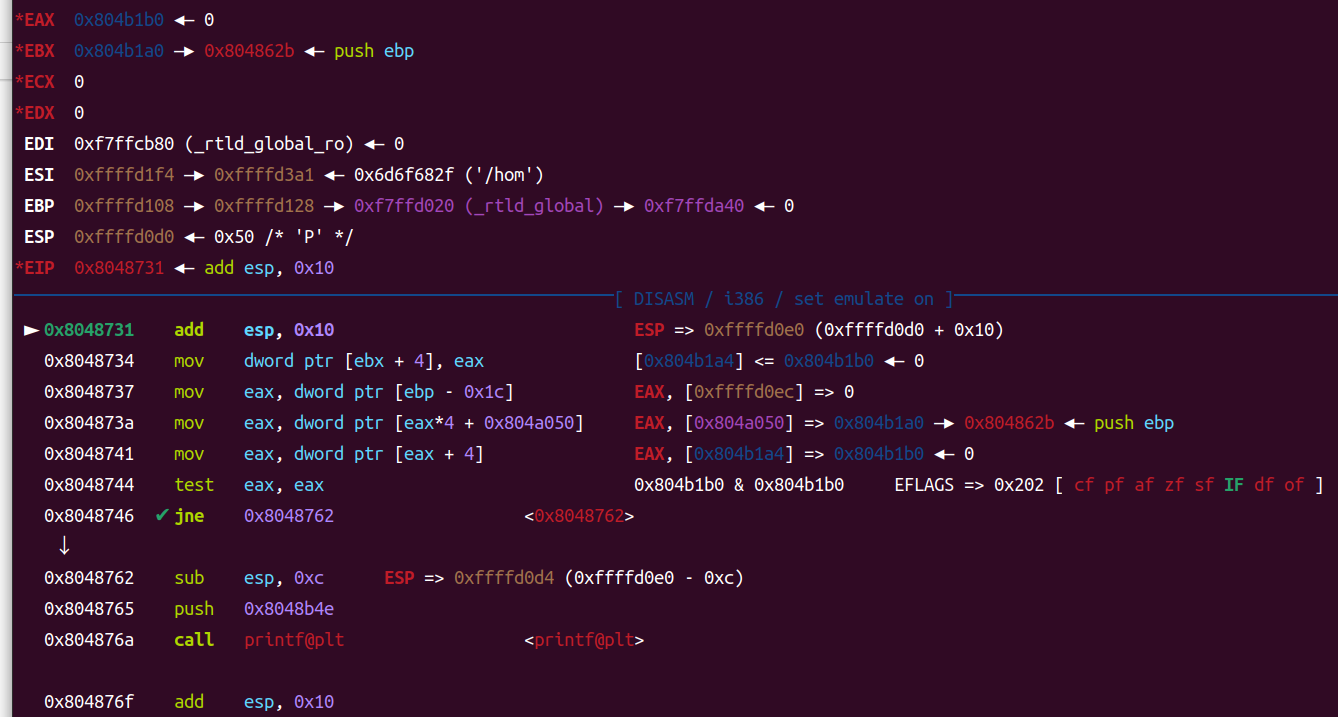 *EAX 0x804b1b0 ◂— 0
*EBX 0x804b1a0 —▸ 0x804862b ◂— push ebp
*ECX 0
*EDX 0
EDI 0xf7ffcb80 (_rtld_global_ro) ◂— 0
ESI 0xffffd1f4 —▸ 0xffffd3a1 ◂— 0x6d6f682f ('/hom')
EBP 0xffffd108 —▸ 0xffffd128 —▸ 0xf7ffd020 (_rtld_global) —▸ 0xf7ffda40 ◂— 0
ESP 0xffffd0d0 ◂— 0x50 /* 'P' */
*EIP 0x8048731 ◂— add esp, 0x10
[ DISASM / i386 / set emulate on ]
► 0x8048731 add esp, 0x10 ESP => 0xffffd0e0 (0xffffd0d0 + 0x10)
0x8048734 mov dword ptr [ebx + 4], eax [0x804b1a4] <= 0x804b1b0 ◂— 0
0x8048737 mov eax, dword ptr [ebp - 0x1c] EAX, [0xffffd0ec] => 0
0x804873a mov eax, dword ptr [eax*4 + 0x804a050] EAX, [0x804a050] => 0x804b1a0 —▸ 0x804862b ◂— push ebp
0x8048741 mov eax, dword ptr [eax + 4] EAX, [0x804b1a4] => 0x804b1b0 ◂— 0
0x8048744 test eax, eax 0x804b1b0 & 0x804b1b0 EFLAGS => 0x202 [ cf pf af zf sf IF df of ]
0x8048746 ✔ jne 0x8048762 <0x8048762>
↓
0x8048762 sub esp, 0xc ESP => 0xffffd0d4 (0xffffd0e0 - 0xc)
0x8048765 push 0x8048b4e
0x804876a call printf@plt <printf@plt>
0x804876f add esp, 0x10